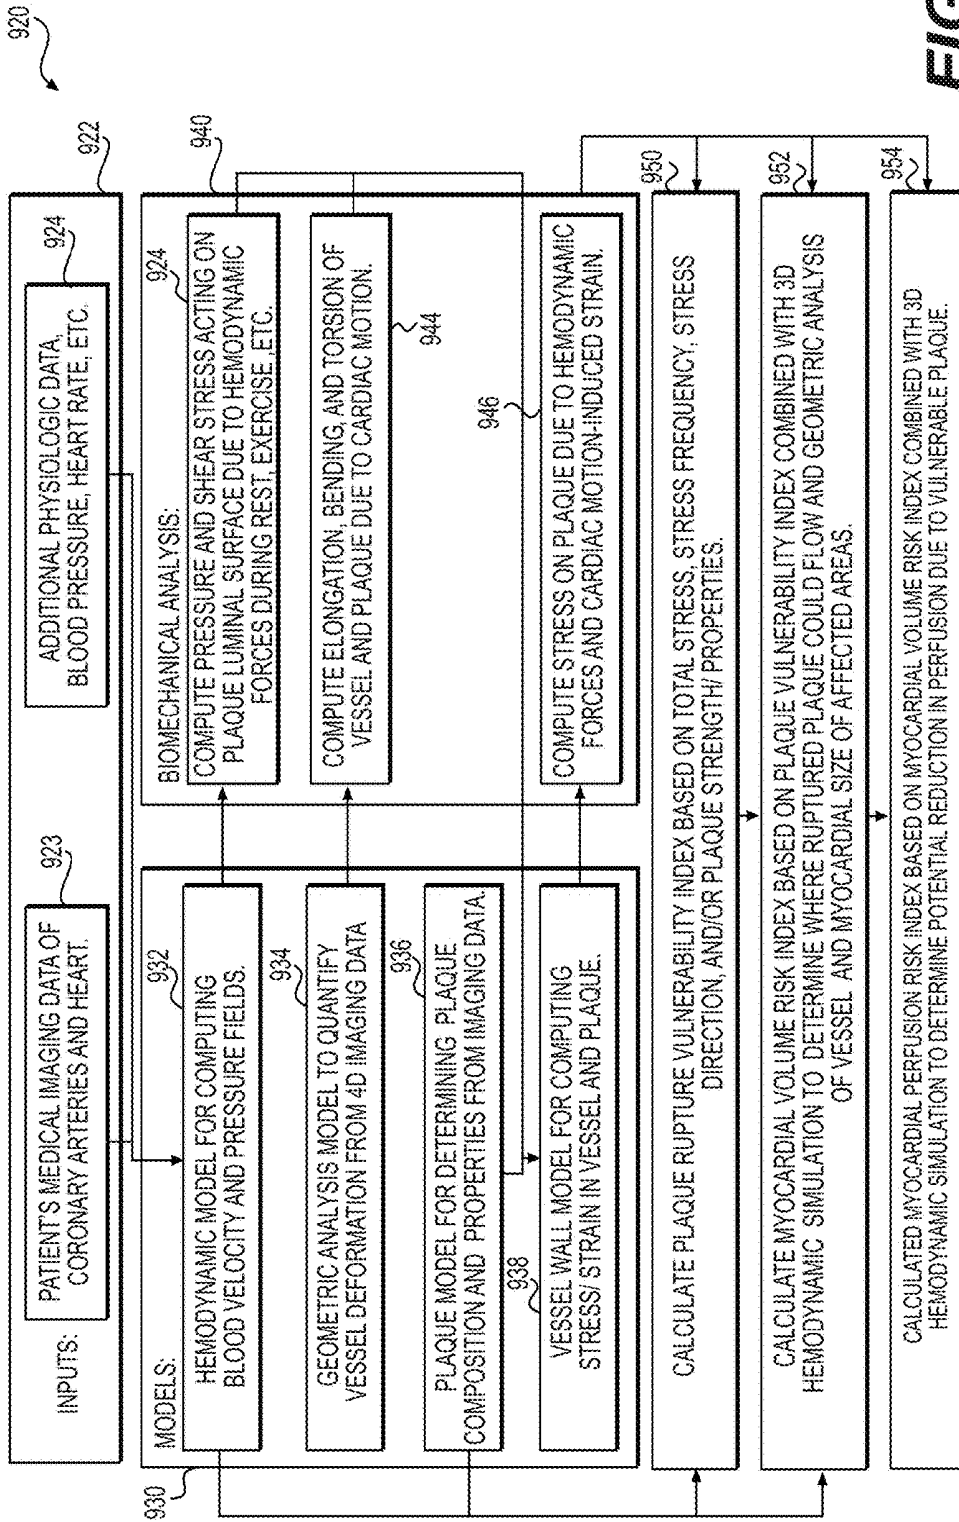 920
922
INPUTS:
923
PATIENT'S MEDICAL IMAGING DATA OF
CORONARY ARTERIES AND HEART.
924
ADDITIONAL PHYSIOLOGIC DATA,
BLOOD PRESSURE, HEART RATE, ETC.
930
MODELS:
932
HEMODYNAMIC MODEL FOR COMPUTING
BLOOD VELOCITY AND PRESSURE FIELDS.
934
GEOMETRIC ANALYSIS MODEL TO QUANTIFY
VESSEL DEFORMATION FROM 4D IMAGING DATA
936
PLAQUE MODEL FOR DETERMINING PLAQUE
COMPOSITION AND PROPERTIES FROM IMAGING DATA.
938
VESSEL WALL MODEL FOR COMPUTING
STRESS/ STRAIN IN VESSEL AND PLAQUE.
940
BIOMECHANICAL ANALYSIS:
924
COMPUTE PRESSURE AND SHEAR STRESS ACTING ON
PLAQUE LUMINAL SURFACE DUE TO HEMODYNAMIC
FORCES DURING REST, EXERCISE ,ETC.
COMPUTE ELONGATION, BENDING, AND TORSION OF
VESSEL AND PLAQUE DUE TO CARDIAC MOTION.
944
946
COMPUTE STRESS ON PLAQUE DUE TO HEMODYNAMIC
FORCES AND CARDIAC MOTION-INDUCED STRAIN.
950
CALCULATE PLAQUE RUPTURE VULNERABILITY INDEX BASED ON TOTAL STRESS, STRESS FREQUENCY, STRESS
DIRECTION, AND/OR PLAQUE STRENGTH/ PROPERTIES.
952
CALCULATE MYOCARDIAL VOLUME RISK INDEX BASED ON PLAQUE VULNERABILITY INDEX COMBINED WITH 3D
HEMODYNAMIC SIMULATION TO DETERMINE WHERE RUPTURED PLAQUE COULD FLOW AND GEOMETRIC ANALYSIS
OF VESSEL AND MYOCARDIAL SIZE OF AFFECTED AREAS.
954
CALCULATED MYOCARDIAL PERFUSION RISK INDEX BASED ON MYOCARDIAL VOLUME RISK INDEX COMBINED WITH 3D
HEMODYNAMIC SIMULATION TO DETERMINE POTENTIAL REDUCTION IN PERFUSION DUE TO VULNERABLE PLAQUE.
FIG